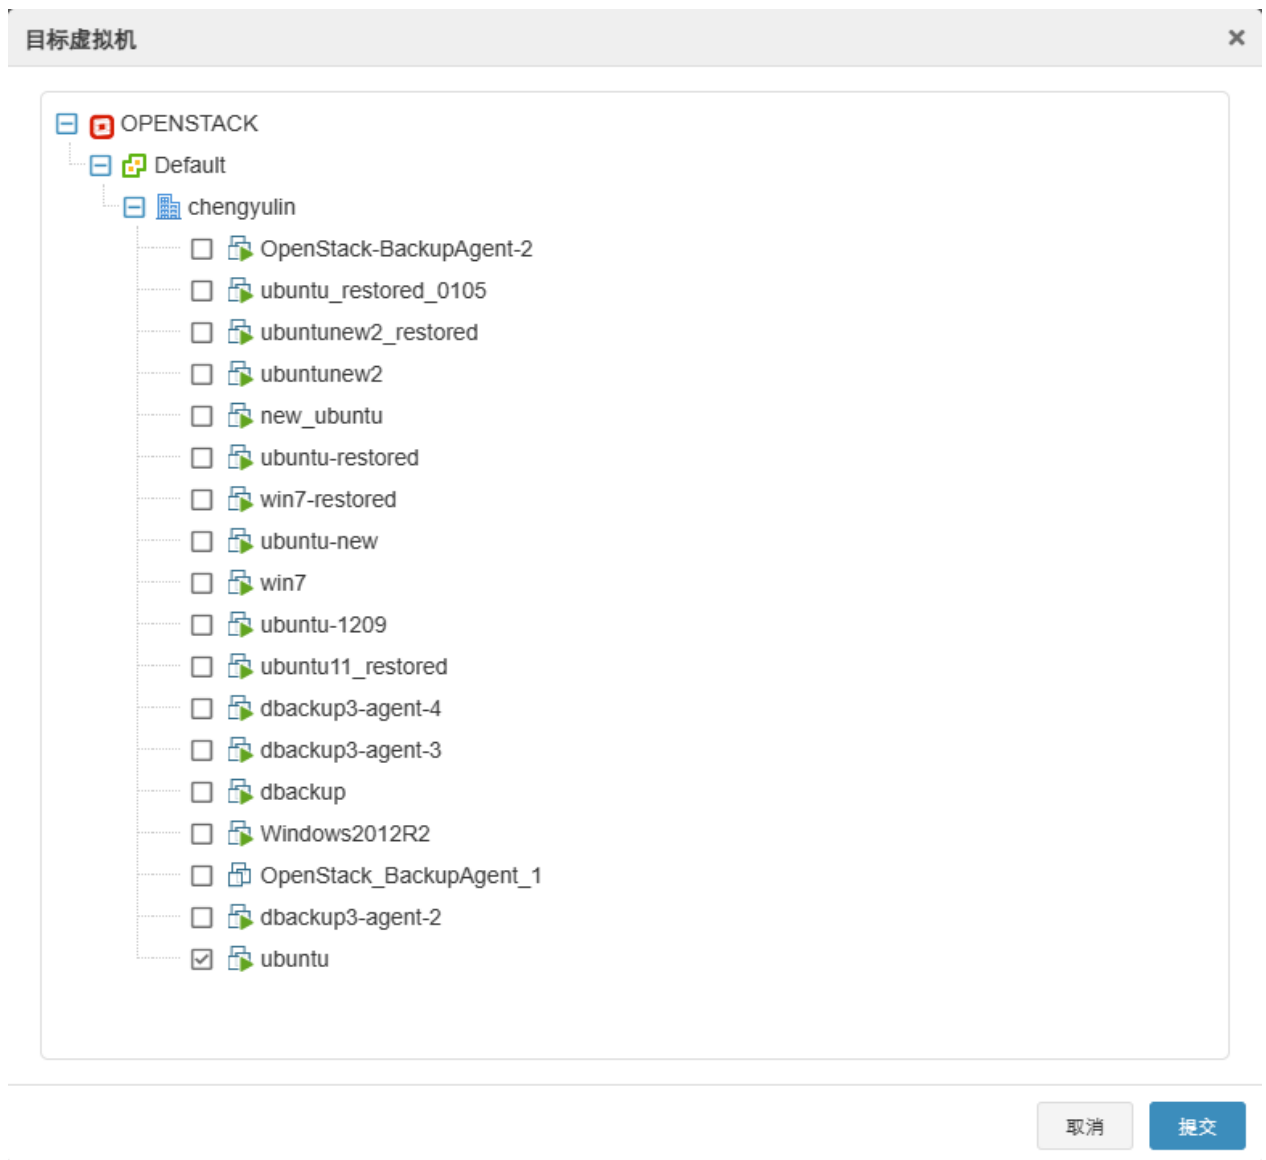 目标虚拟机
OPENSTACK
Default
chengyulin
OpenStack-BackupAgent-2
ubuntu_restored_0105
ubuntunew2_restored
ubuntunew2
new_ubuntu
ubuntu-restored
win7-restored
ubuntu-new
win7
ubuntu-1209
ubuntu11_restored
dbackup3-agent-4
dbackup3-agent-3
dbackup
Windows2012R2
OpenStack_BackupAgent_1
dbackup3-agent-2
ubuntu
取消
提交